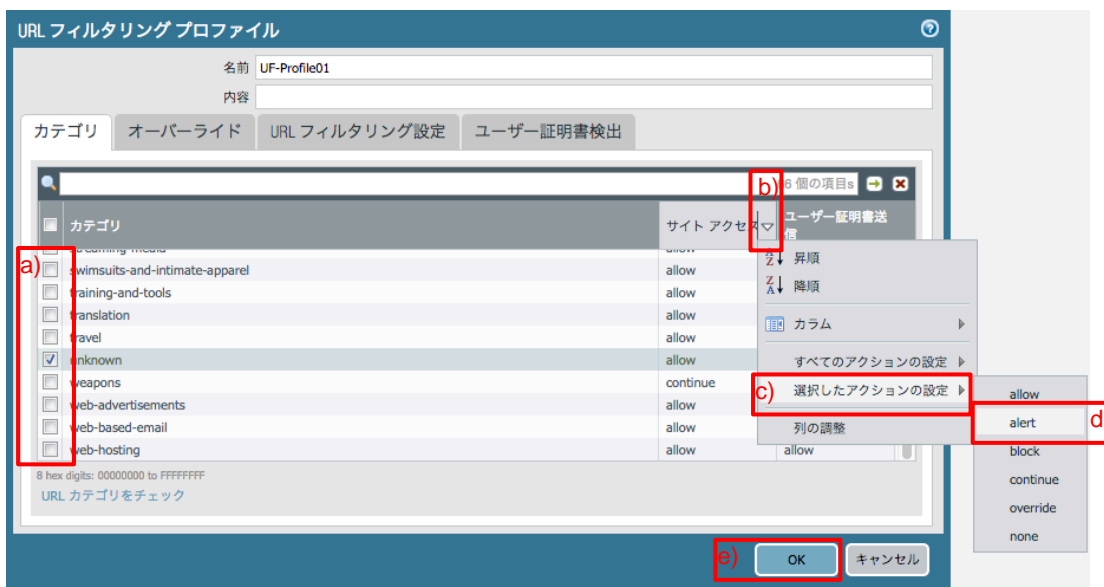 URL フィルタリング プロファイル
名前 UF-Profile01
内容
カテゴリ オーバーライド URL フィルタリング設定 ユーザー証明書検出
b) 6 個の項目s
カテゴリ サイト アクセス ユーザー証明書送信
streaming-media allow
a) swimsuits-and-intimate-apparel allow
training-and-tools allow
translation allow
travel allow
unknown allow
weapons continue
web-advertisements allow
web-based-email allow
web-hosting allow allow
昇順
降順
カラム
すべてのアクションの設定
c) 選択したアクションの設定
列の調整
allow
alert d
block
continue
override
none
8 hex digits: 00000000 to FFFFFFFF
URL カテゴリをチェック
e) OK キャンセル